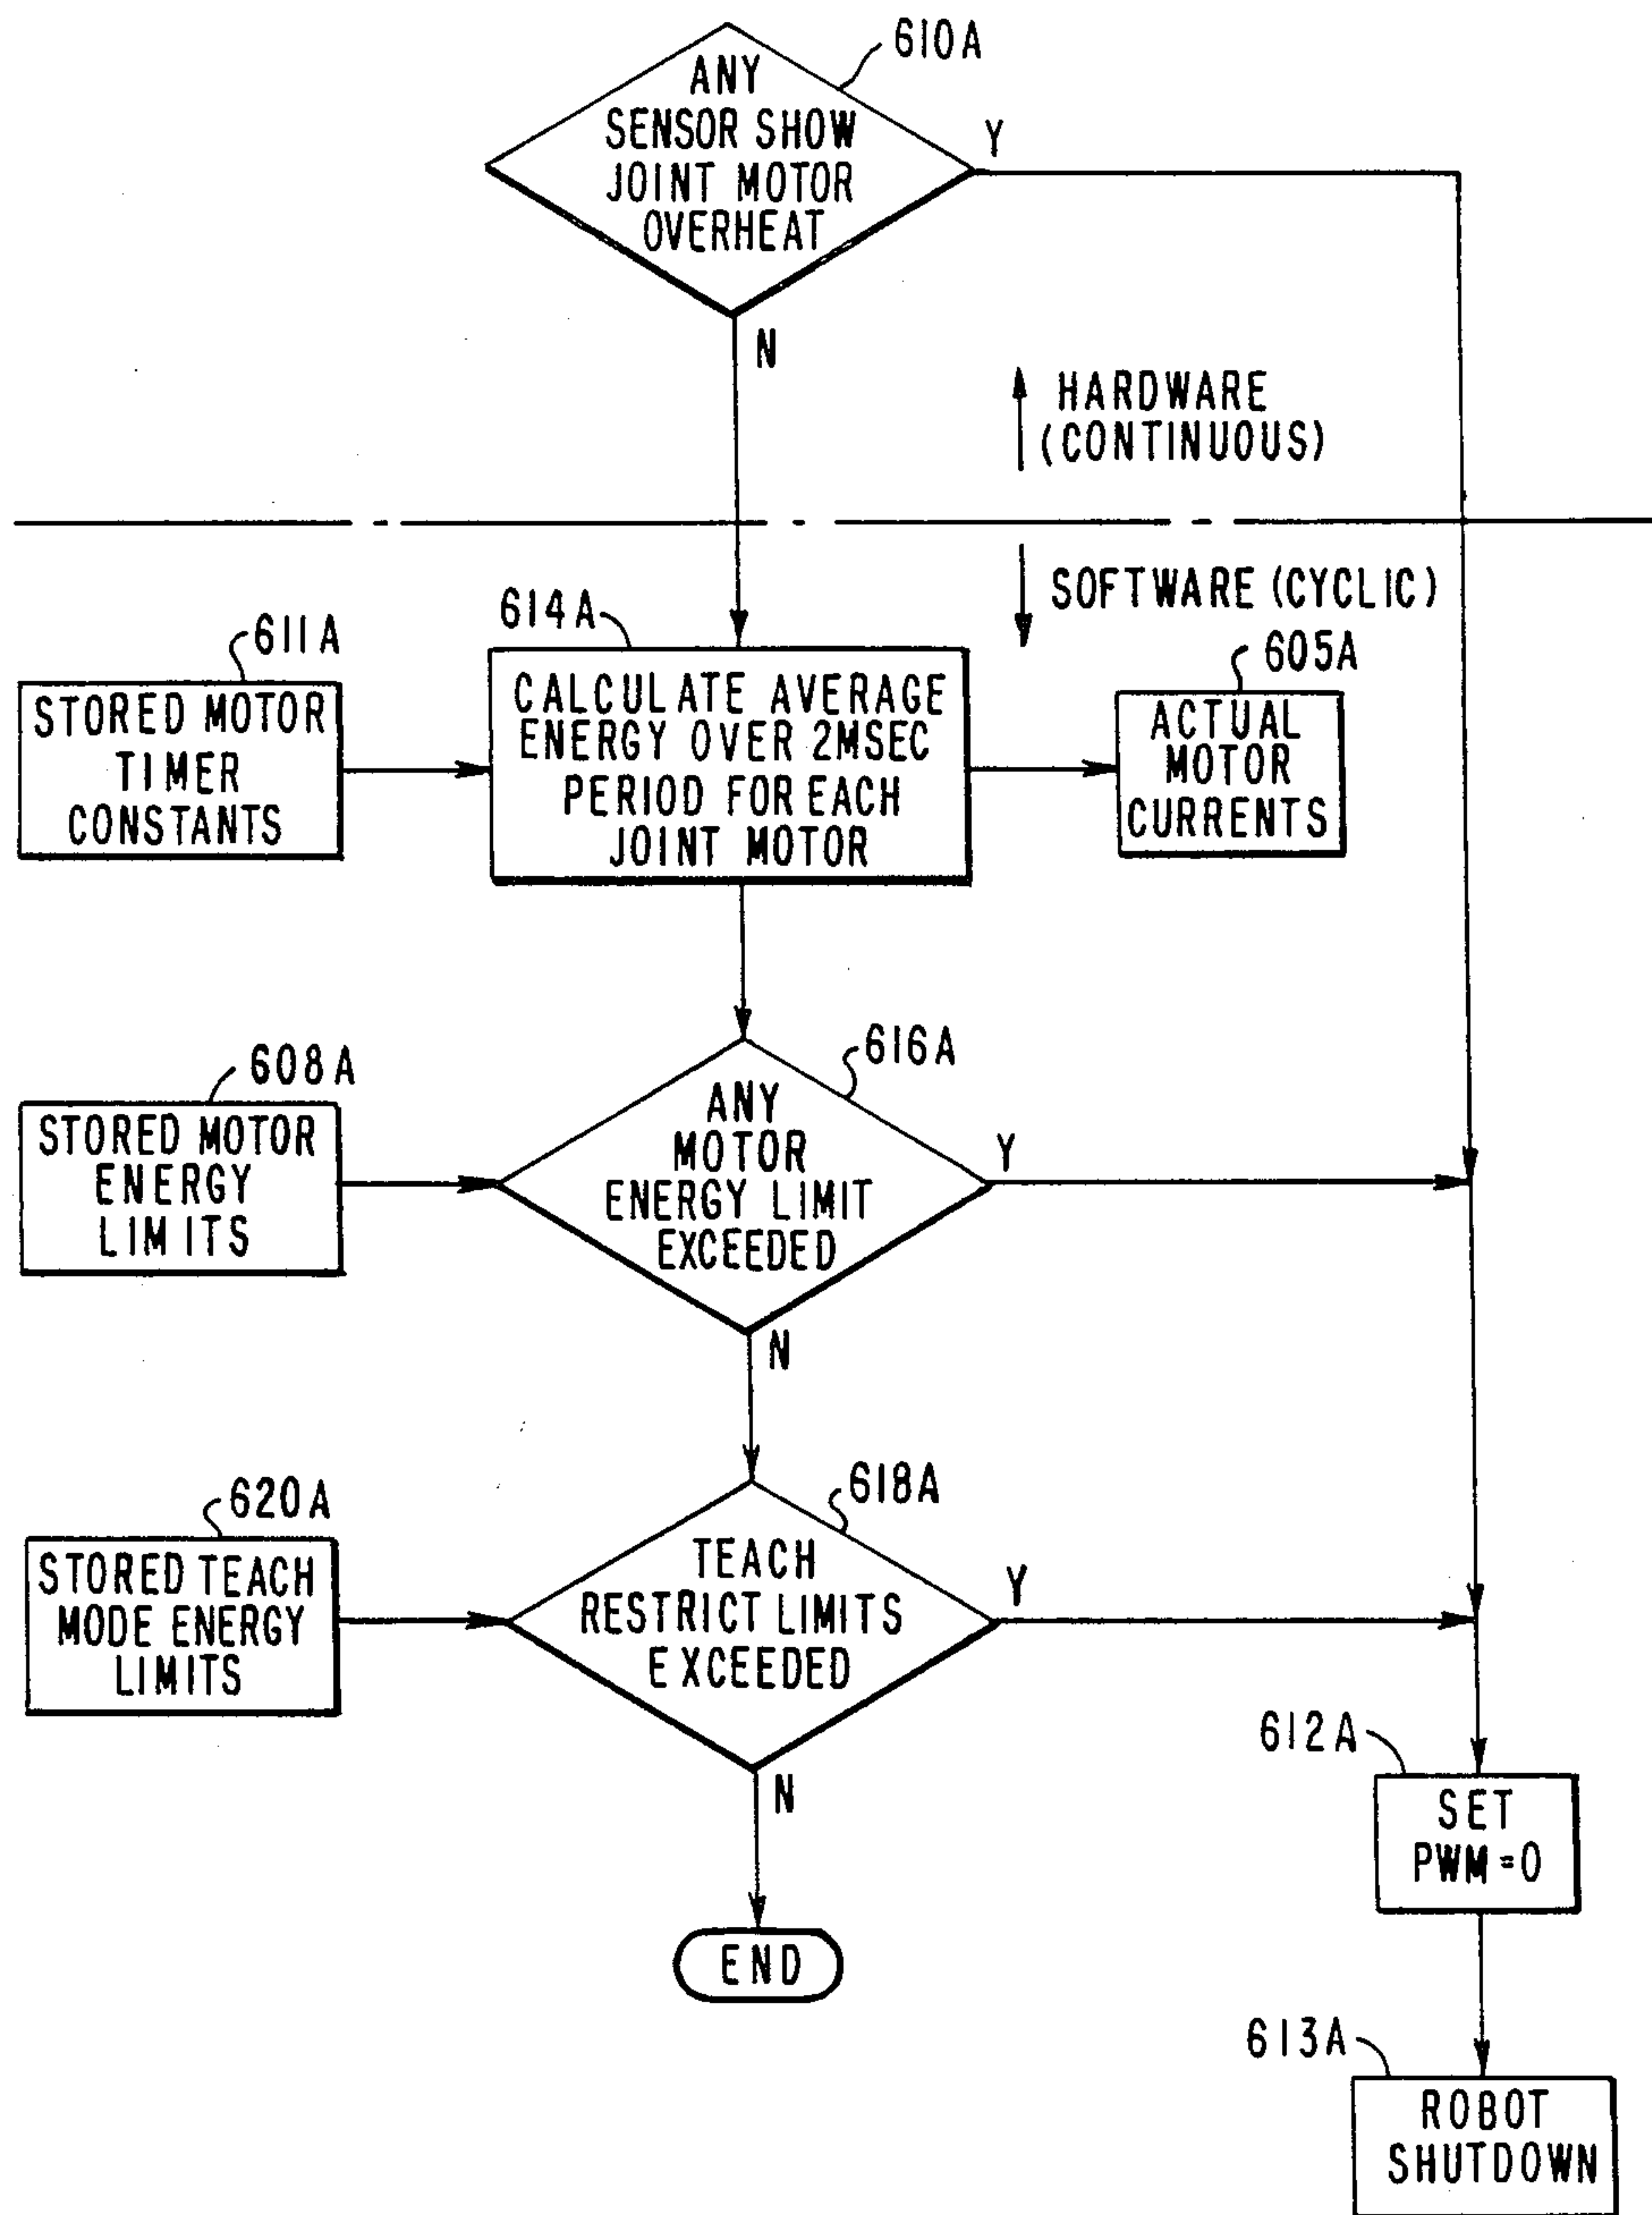 610A
ANY
SENSOR SHOW
JOINT MOTOR
OVERHEAT
Y
N
HARDWARE
(CONTINUOUS)
SOFTWARE (CYCLIC)
611A
STORED MOTOR
TIMER
CONSTANTS
614A
CALCULATE AVERAGE
ENERGY OVER 2MSEC
PERIOD FOR EACH
JOINT MOTOR
605A
ACTUAL
MOTOR
CURRENTS
608A
STORED MOTOR
ENERGY
LIMITS
616A
ANY
MOTOR
ENERGY LIMIT
EXCEEDED
Y
N
620A
STORED TEACH
MODE ENERGY
LIMITS
618A
TEACH
RESTRICT LIMITS
EXCEEDED
Y
N
END
612A
SET
PWM=0
613A
ROBOT
SHUTDOWN